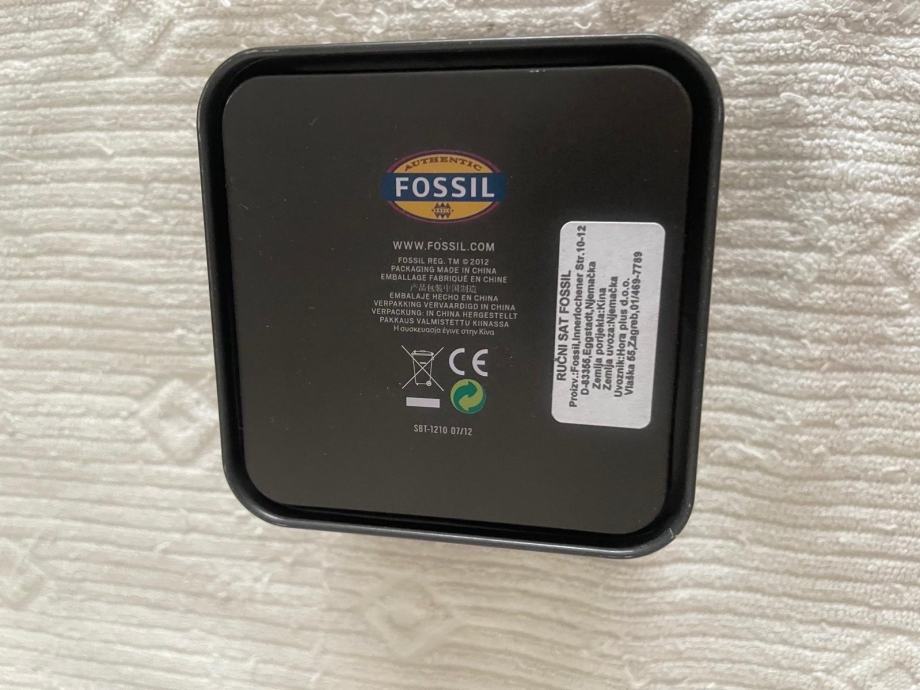 AUTHENTIC
FOSSIL
WWW.FOSSIL.COM
FOSSIL REG. TM © 2012
PACKAGING MADE IN CHINA
EMBALLAGE FABRIQUÉ EN CHINE
产品包装中国制造
EMBALAJE HECHO EN CHINA
VERPAKKING VERVAARDIGD IN CHINA
VERPACKUNG: IN CHINA HERGESTELLT
PAKKAUS VALMISTETTU KIINASSA
Η συσκευασία έγινε στην Κίνα
CE
SBT-1210 07/12
RUČNI SAT FOSSIL
Proizv.:Fossil,Innerlochener Str.10-12
D-83355,Eggstadt,Njemačka
Zemlja porijekla:Kina
Zemlja uvoza:Njemačka
Uvoznik:Hora plus d.o.o.
Vlaška 55,Zagreb,01/469-7789